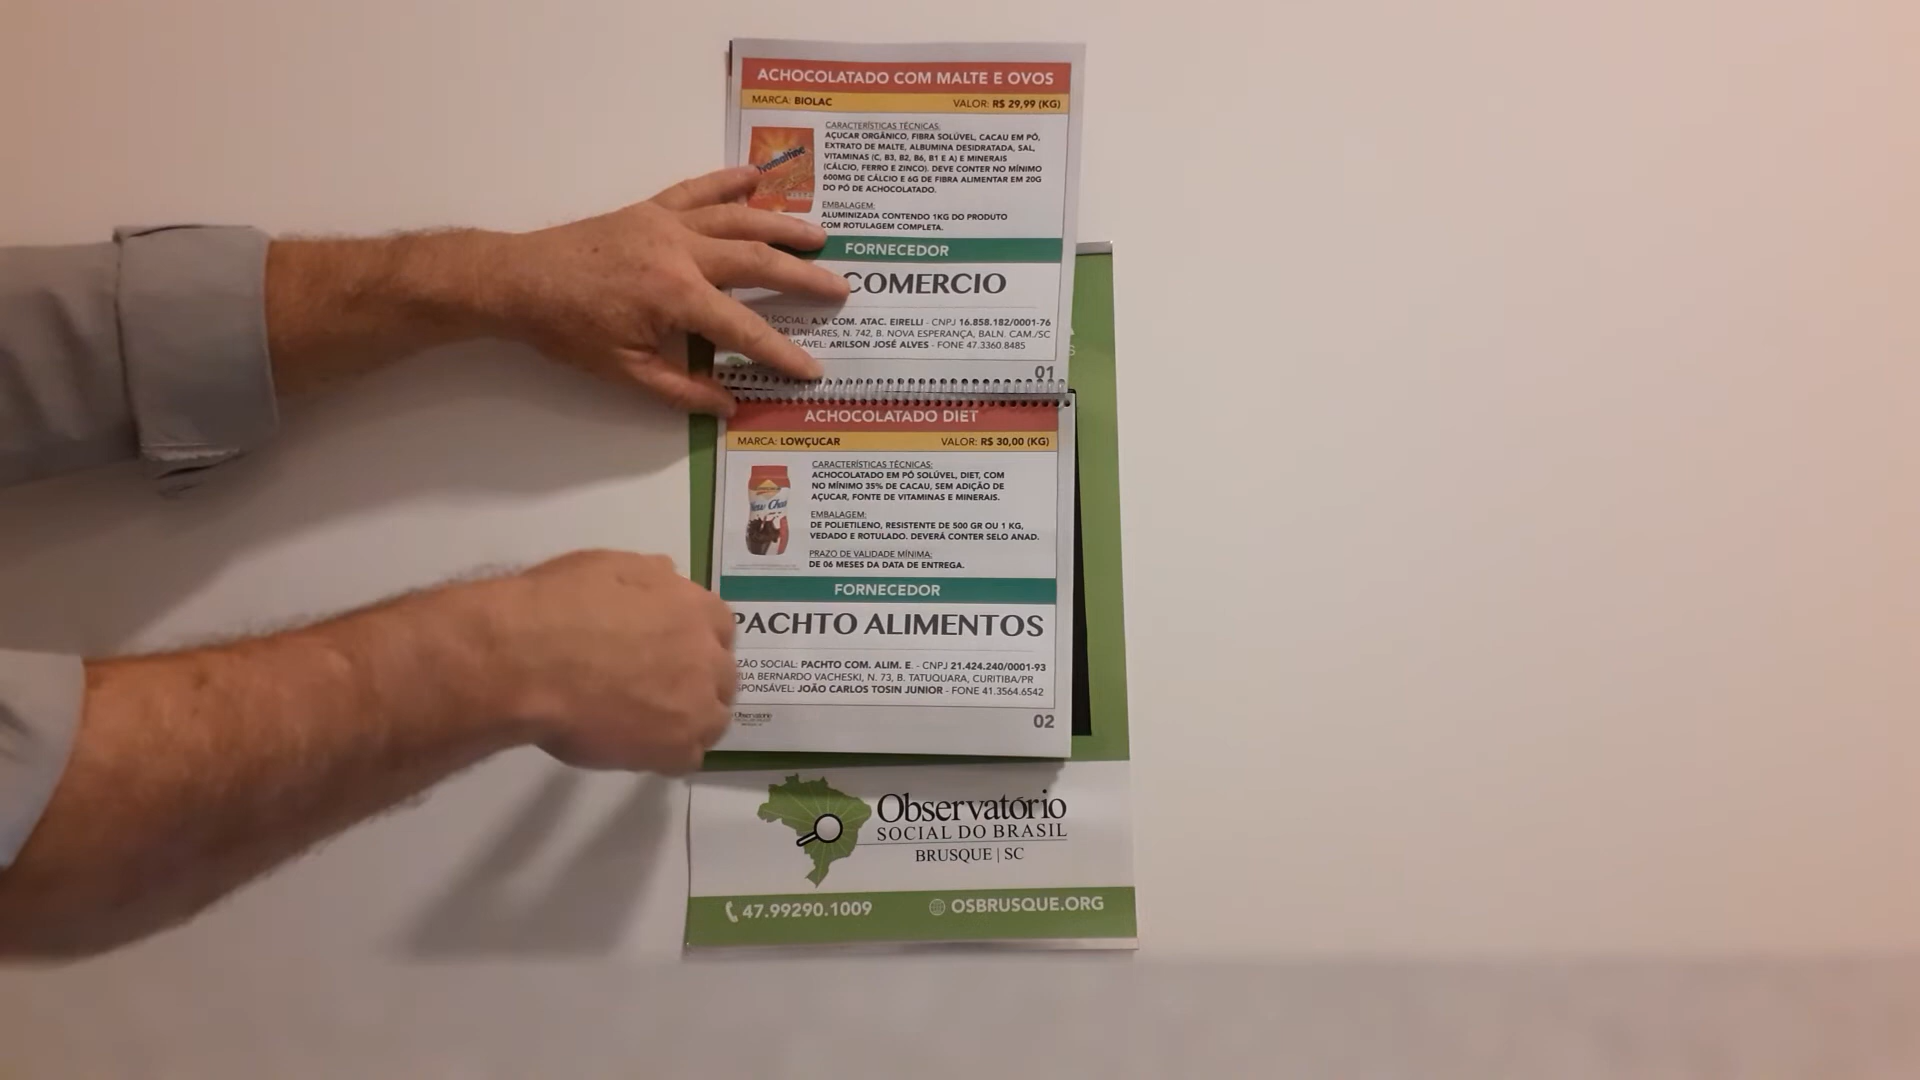 ACHOCOLATADO COM MALTE E OVOS
MARCA: BIOLAC VALOR: R$ 29,99 (KG)
CARACTERÍSTICAS TÉCNICAS:
AÇUCAR ORGÂNICO, FIBRA SOLÚVEL, CACAU EM PÓ,
EXTRATO DE MALTE, ALBUMINA DESIDRATADA, SAL,
VITAMINAS (C, B3, B2, B6, B1 E A) E MINERAIS
(CÁLCIO, FERRO E ZINCO). DEVE CONTER NO MÍNIMO
600MG DE CÁLCIO E 6G DE FIBRA ALIMENTAR EM 20G
DO PÓ DE ACHOCOLATADO.
EMBALAGEM:
ALUMINIZADA CONTENDO 1KG DO PRODUTO
COM ROTULAGEM COMPLETA.
FORNECEDOR
COMERCIO
SOCIAL: A.V. COM. ATAC. EIRELLI - CNPJ 16.858.182/0001-76
LINHARES, N. 742, B. NOVA ESPERANÇA, BALN. CAM./SC
ARILSON JOSÉ ALVES - FONE 47.3360.8485
01
ACHOCOLATADO DIET
MARCA: LOWÇUCAR VALOR: R$ 30,00 (KG)
CARACTERÍSTICAS TÉCNICAS:
ACHOCOLATADO EM PÓ SOLÚVEL, DIET, COM
NO MÍNIMO 35% DE CACAU, SEM ADIÇÃO DE
AÇUCAR, FONTE DE VITAMINAS E MINERAIS.
EMBALAGEM:
DE POLIETILENO, RESISTENTE DE 500 GR OU 1 KG,
VEDADO E ROTULADO. DEVERÁ CONTER SELO ANAD.
PRAZO DE VALIDADE MÍNIMA:
DE 06 MESES DA DATA DE ENTREGA.
FORNECEDOR
PACHTO ALIMENTOS
ZÃO SOCIAL: PACHTO COM. ALIM. E. - CNPJ 21.424.240/0001-93
RUA BERNARDO VACHESKI, N. 73, B. TATUQUARA, CURITIBA/PR
SPONSÁVEL: JOÃO CARLOS TOSIN JUNIOR - FONE 41.3564.6542
Observatório
02
Observatório
SOCIAL DO BRASIL
BRUSQUE | SC
47.99290.1009 OSBRUSQUE.ORG